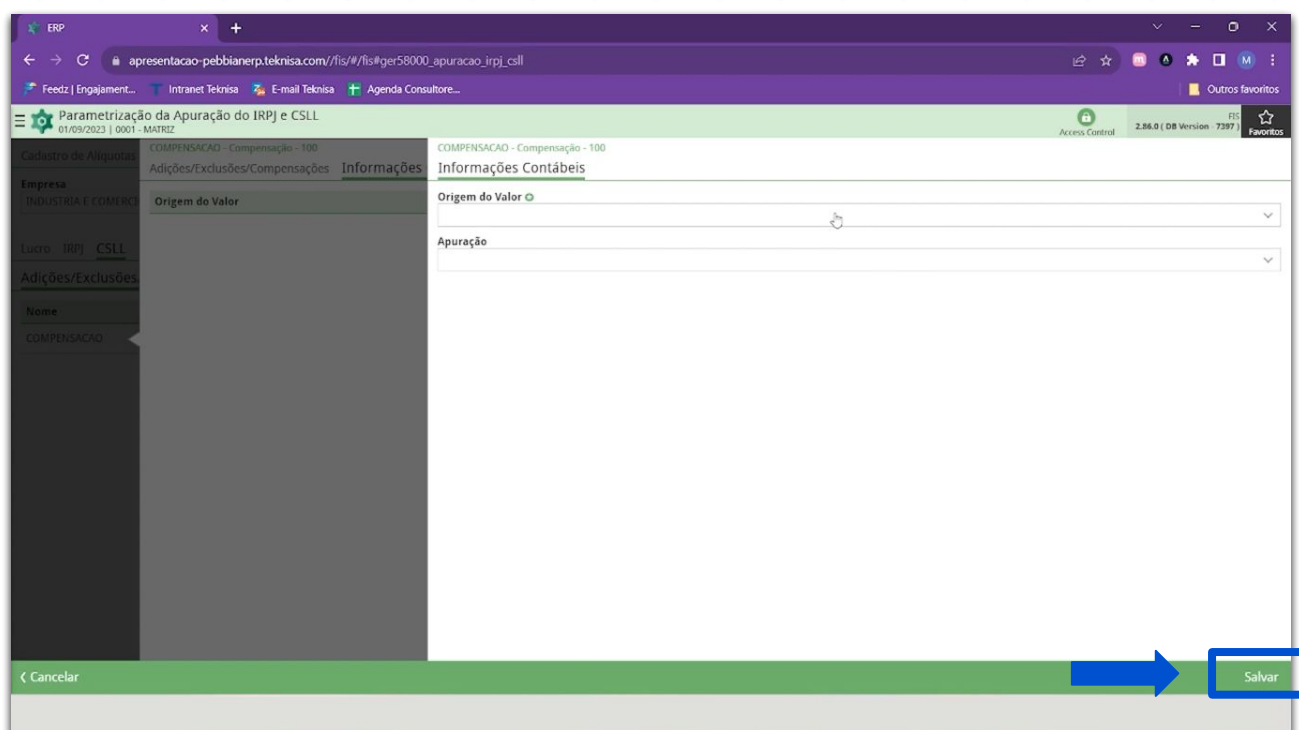 ERP
apresentacao-pebbianerp.teknisa.com//fis/#/fis#ger58000_apuracao_irpj_csll
M
Feedz | Engajament...
Intranet Teknisa
E-mail Teknisa
Agenda Consultore...
Outros favoritos
Parametrização da Apuração do IRPJ e CSLL
01/09/2023 | 0001 - MATRIZ
Access Control
FIS
2.86.0 ( DB Version - 7397 )
Favoritos
Cadastro de Alíquotas
Empresa
INDUSTRIA E COMERCI
Lucro IRPJ CSLL
Adições/Exclusões
Nome
COMPENSACAO
COMPENSACAO - Compensação - 100
Adições/Exclusões/Compensações Informações
Origem do Valor
COMPENSACAO - Compensação - 100
Informações Contábeis
Origem do Valor
Apuração
Cancelar
Salvar